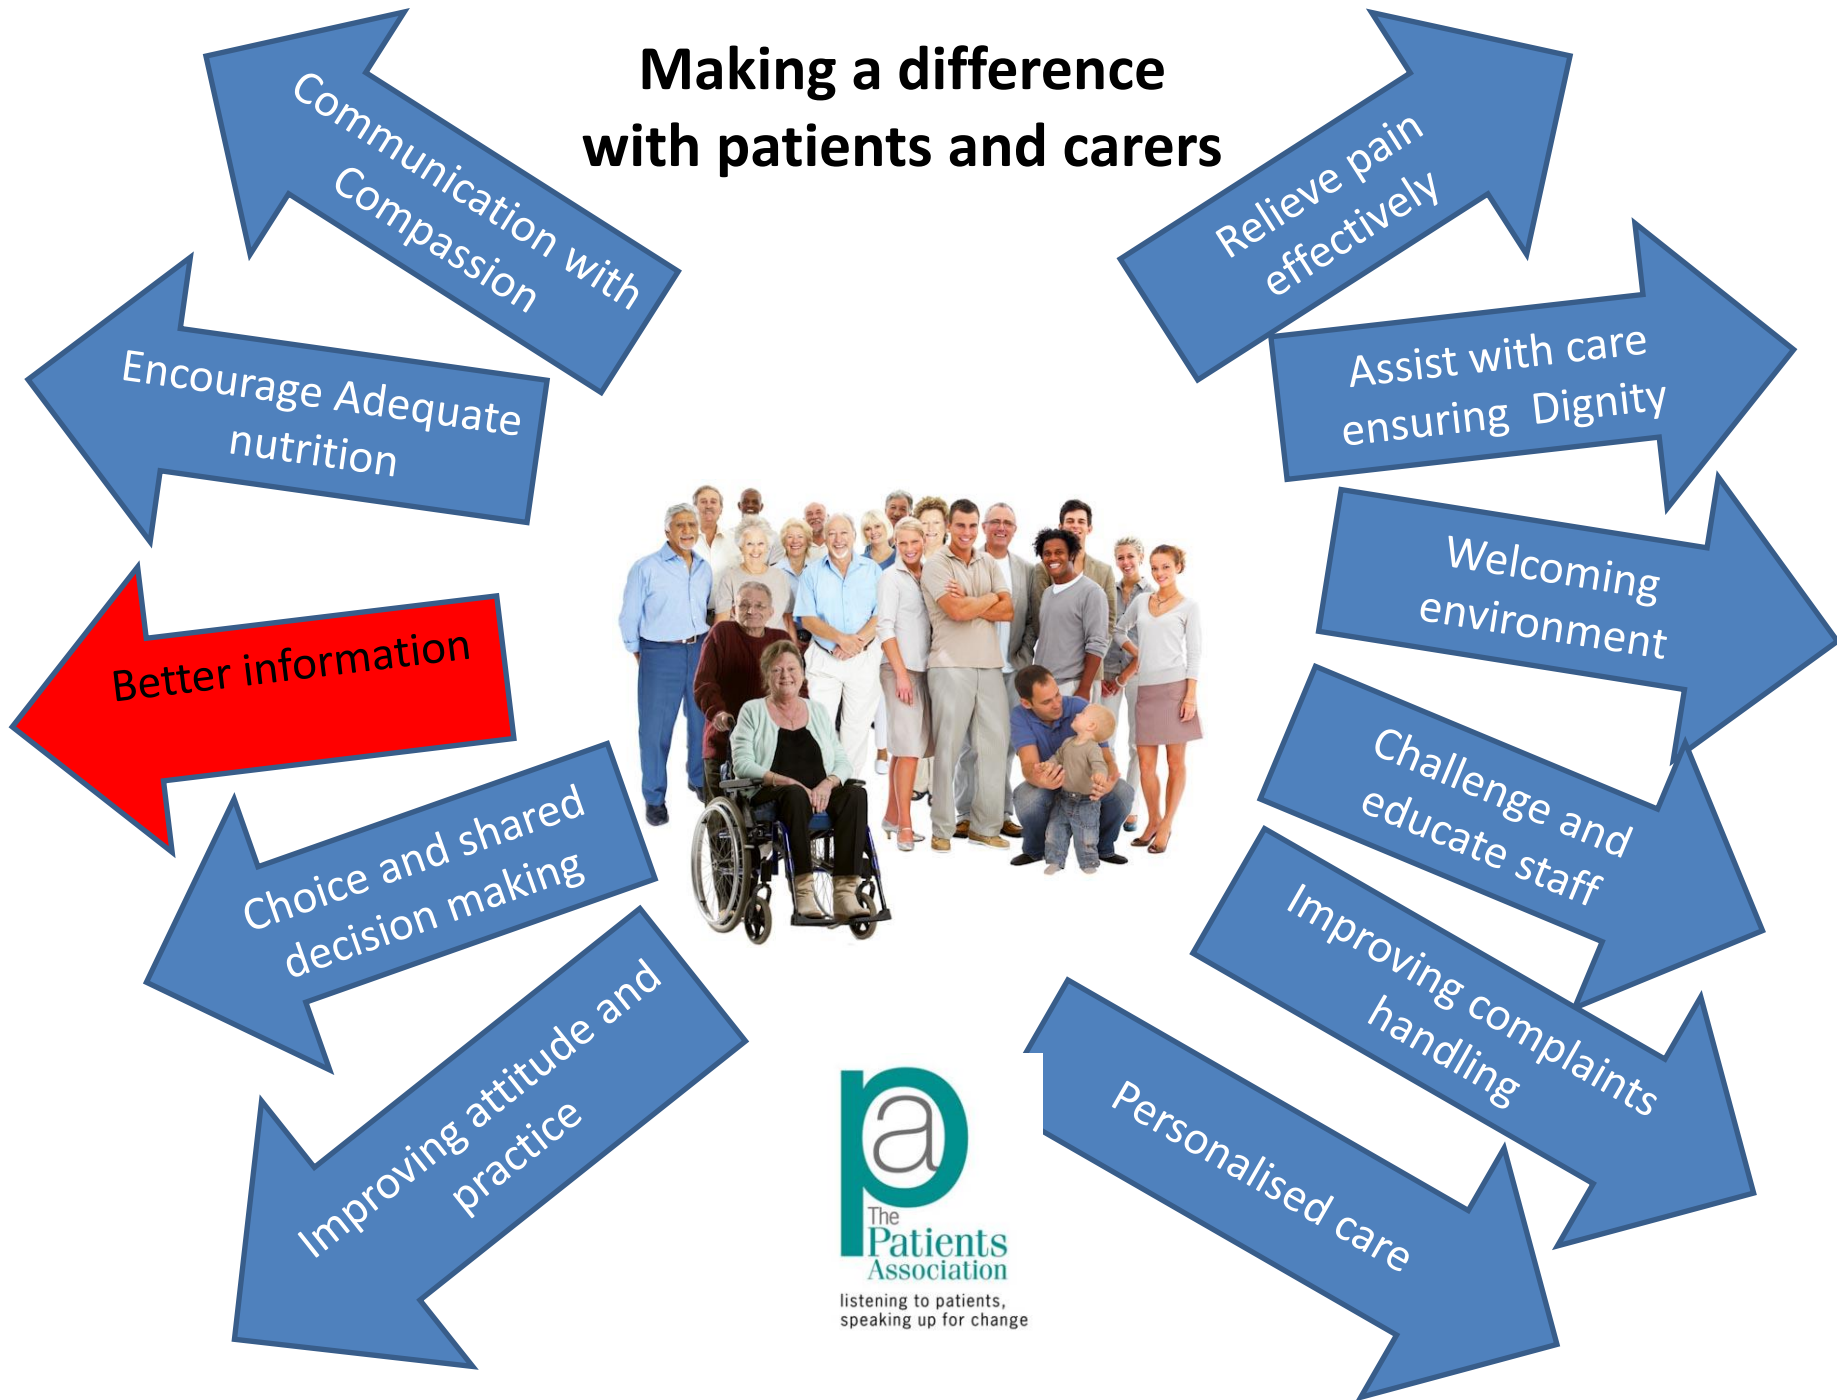 Making a difference
with patients and carers
Communication with
Compassion
Encourage Adequate
nutrition
Better information
Choice and shared
decision making
Improving attitude and
practice
Relieve pain
effectively
Assist with care
ensuring  Dignity
Welcoming
environment
Challenge and
educate staff
Improving complaints
handling
Personalised care
pa
The
Patients
Association
listening to patients,
speaking up for change